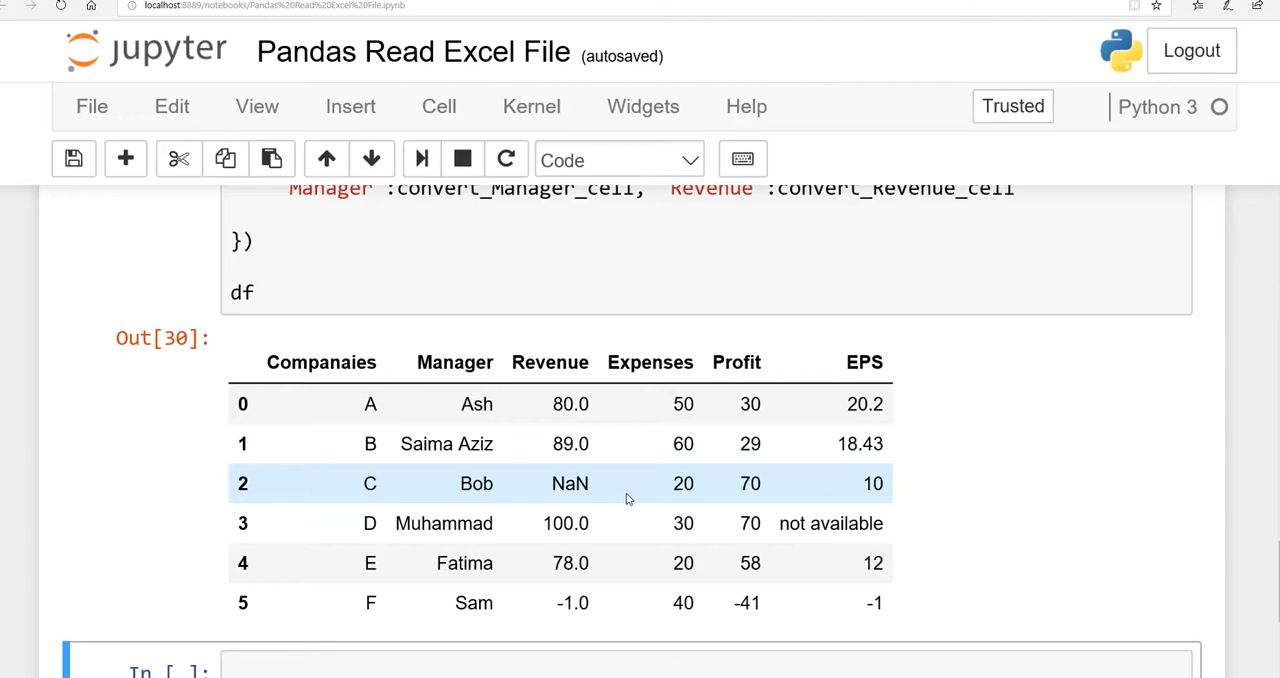 localhost:8889/notebooks/Pandas%20Read%20Excel%20File.ipynb
jupyter Pandas Read Excel File (autosaved) Logout
File Edit View Insert Cell Kernel Widgets Help Trusted Python 3
Code
Manager :convert_Manager_cell, Revenue :convert_Revenue_cell
})
df
Out[30]:
Companaies Manager Revenue Expenses Profit EPS
0 A Ash 80.0 50 30 20.2
1 B Saima Aziz 89.0 60 29 18.43
2 C Bob NaN 20 70 10
3 D Muhammad 100.0 30 70 not available
4 E Fatima 78.0 20 58 12
5 F Sam -1.0 40 -41 -1
In [ ]: